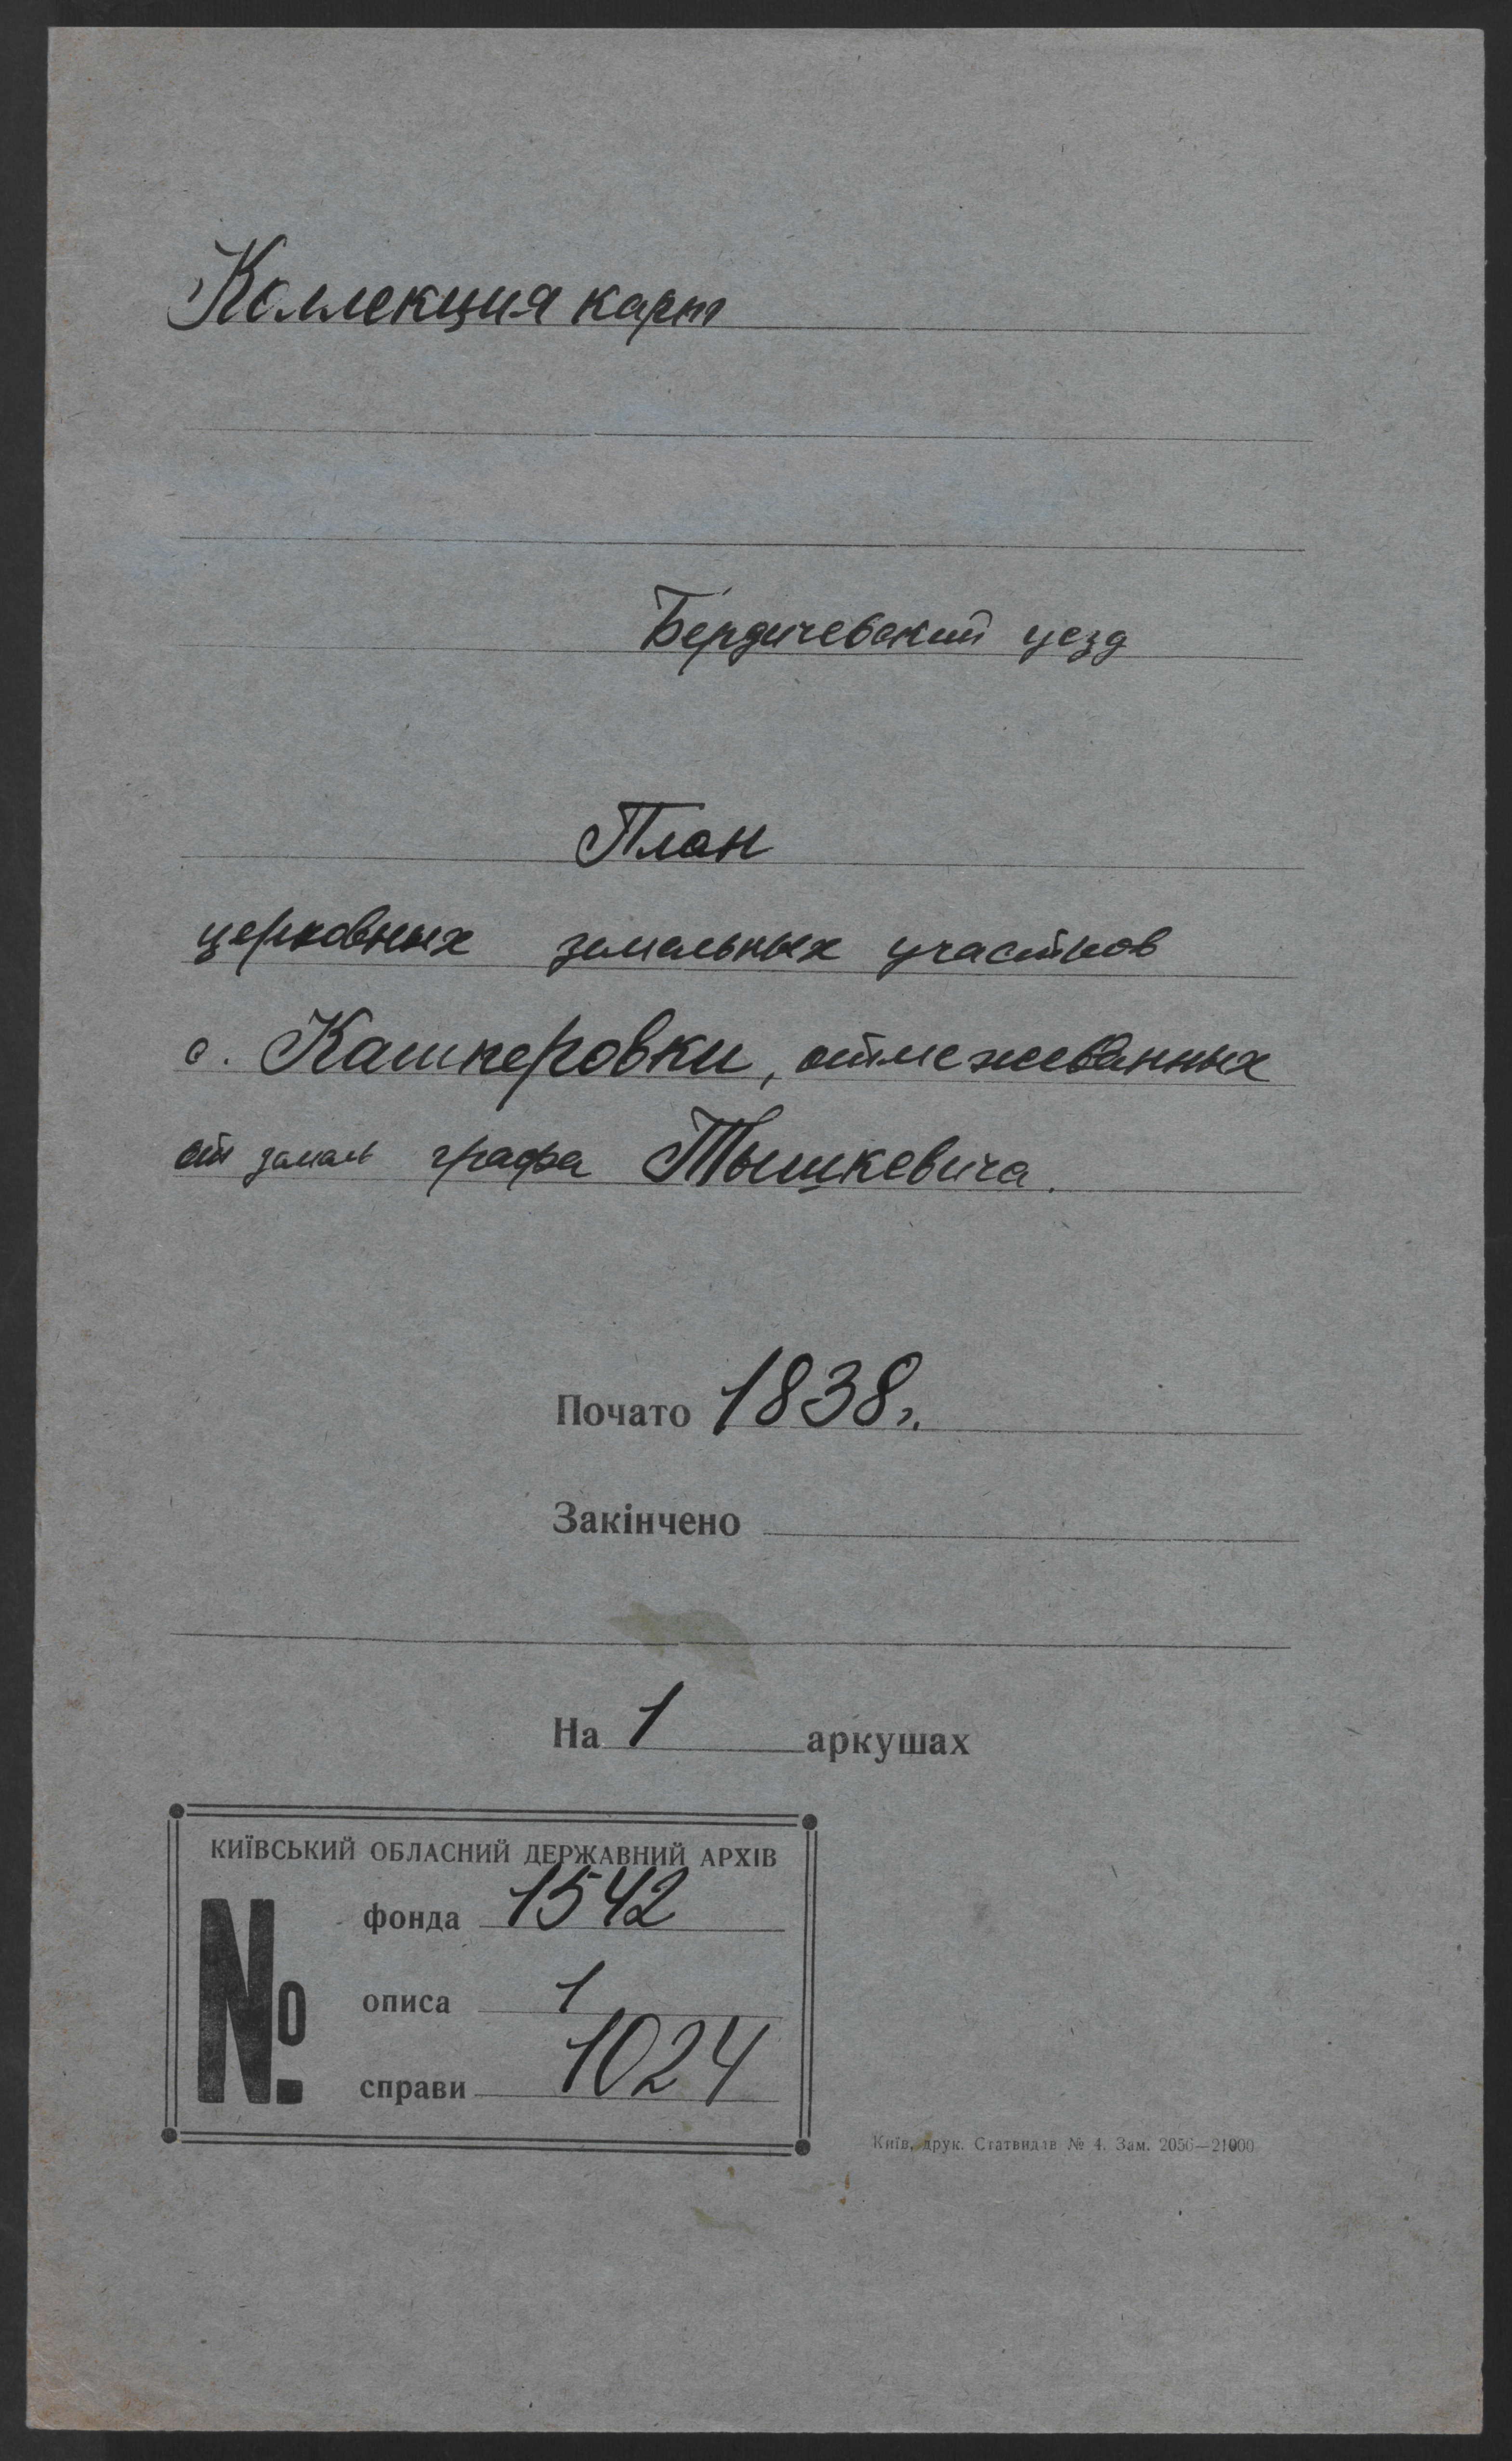 Коллекция карт
Бердичевский уезд
План
церковных земельных участков
с. Кашперовки, отмежеванных
от земель графа Тышкевича.
Почато 1838 г.
Закінчено
На 1 аркушах
КИЇВСЬКИЙ ОБЛАСНИЙ ДЕРЖАВНИЙ АРХІВ
№ фонда 1542
описа 1
справи 1024
Київ, друк. Статвидав № 4. Зам. 2056—21000